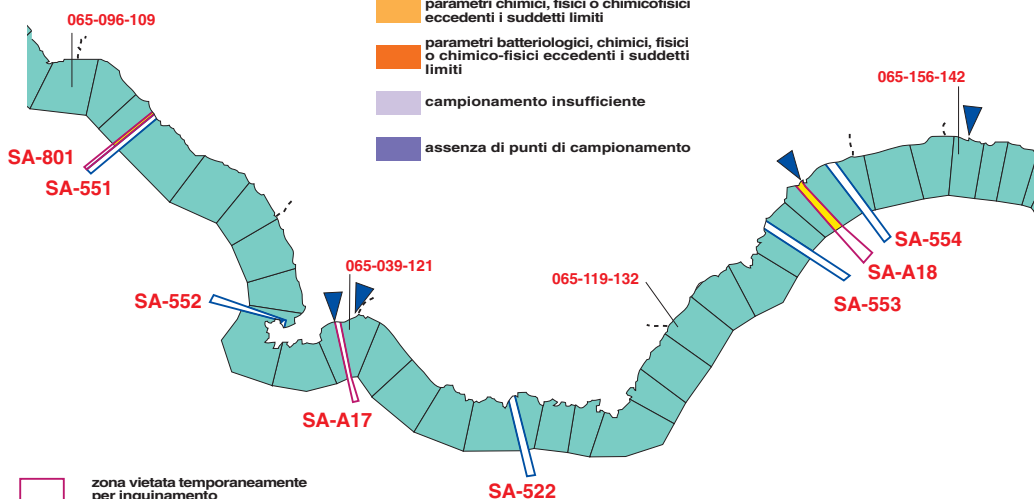 parametri chimici, fisici o chimicofisici
eccedenti i suddetti limiti
065-096-109
parametri batteriologici, chimici, fisici
o chimico-fisici eccedenti i suddetti
limiti
065-156-142
campionamento insufficiente
assenza di punti di campionamento
SA-801
SA-551
SA-554
065-039-121
SA-A18
065-119-132
SA-552
SA-553
SA-A17
zona vietata temporaneamente
per inquinamento
SA-522